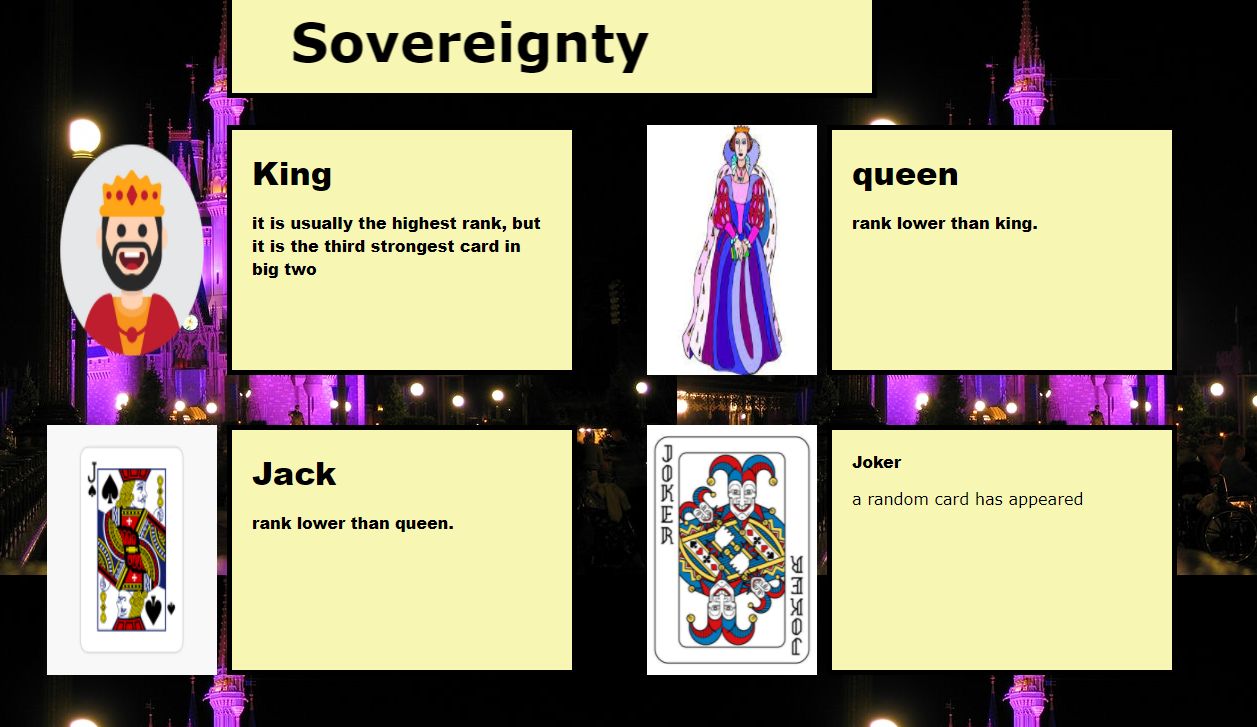 Sovereignty
King
it is usually the highest rank, but
it is the third strongest card in
big two
queen
rank lower than king.
J
Jack
rank lower than queen.
JOKER
JOKER
Joker
a random card has appeared